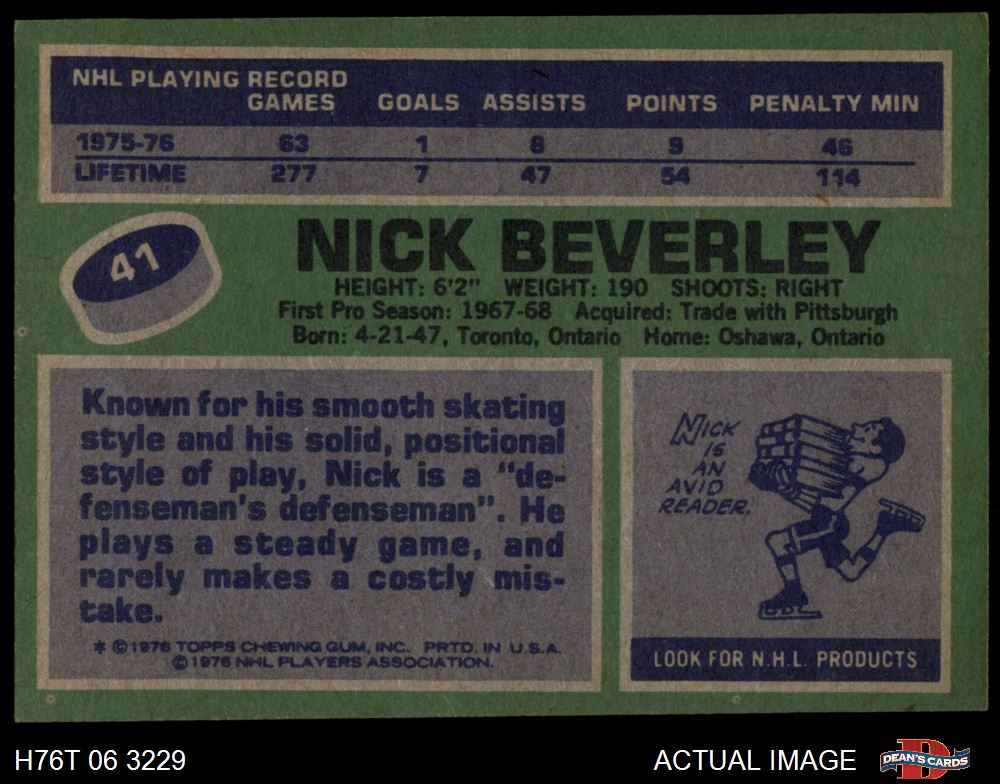 NHL PLAYING RECORD
GAMES GOALS ASSISTS POINTS PENALTY MIN
1975-76 63 1 8 9 46
LIFETIME 277 7 47 54 114
41
NICK BEVERLEY
HEIGHT: 6'2" WEIGHT: 190 SHOOTS: RIGHT
First Pro Season: 1967-68 Acquired: Trade with Pittsburgh
Born: 4-21-47, Toronto, Ontario Home: Oshawa, Ontario
Known for his smooth skating
style and his solid, positional
style of play, Nick is a "de-
fenseman's defenseman". He
plays a steady game, and
rarely makes a costly mis-
take.
* ©1976 TOPPS CHEWING GUM, INC. PRTD. IN U.S.A.
©1976 NHL PLAYERS ASSOCIATION.
NICK
IS
AN
AVID
READER.
LOOK FOR N.H.L. PRODUCTS
H76T 06 3229
ACTUAL IMAGE
D
DEAN'S CARDS